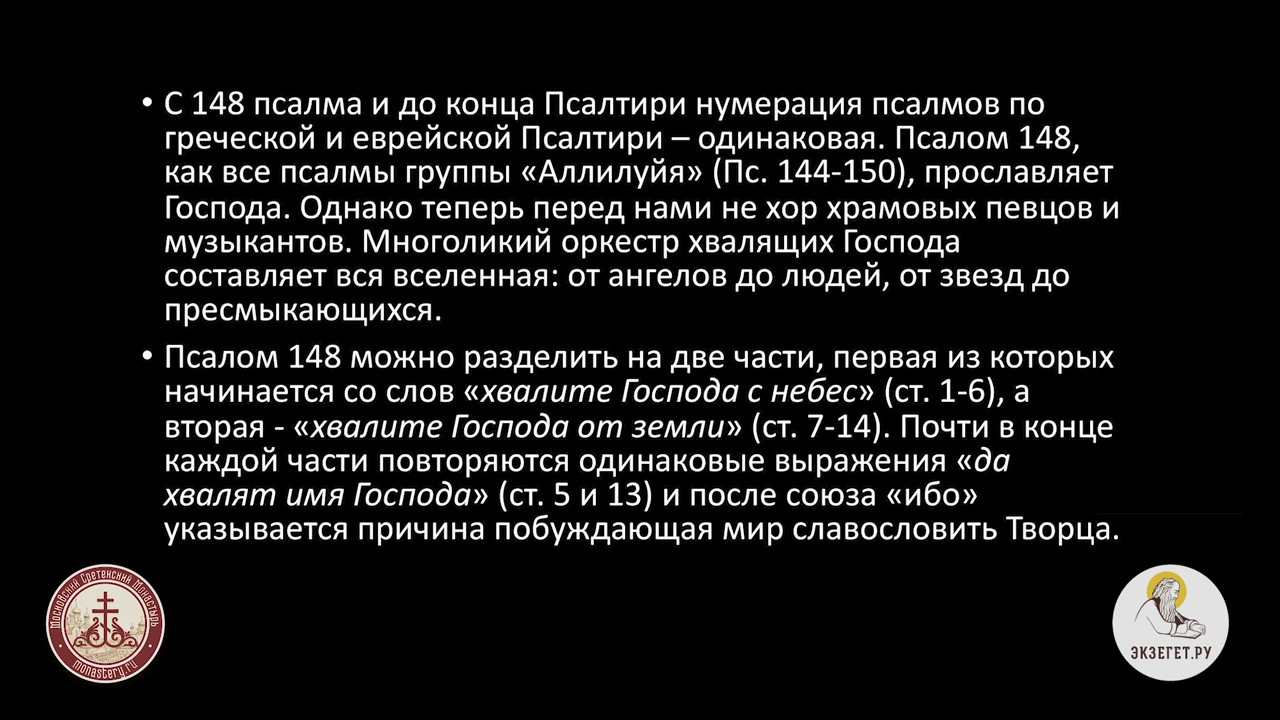 • С 148 псалма и до конца Псалтири нумерация псалмов по
греческой и еврейской Псалтири – одинаковая. Псалом 148,
как все псалмы группы «Аллилуйя» (Пс. 144-150), прославляет
Господа. Однако теперь перед нами не хор храмовых певцов и
музыкантов. Многоликий оркестр хвалящих Господа
составляет вся вселенная: от ангелов до людей, от звезд до
пресмыкающихся.
• Псалом 148 можно разделить на две части, первая из которых
начинается со слов «хвалите Господа с небес» (ст. 1-6), а
вторая - «хвалите Господа от земли» (ст. 7-14). Почти в конце
каждой части повторяются одинаковые выражения «да
хвалят имя Господа» (ст. 5 и 13) и после союза «ибо»
указывается причина побуждающая мир славословить Творца.
Московский Сретенский Монастырь
monastery.ru
ЭКЗЕГЕТ.РУ